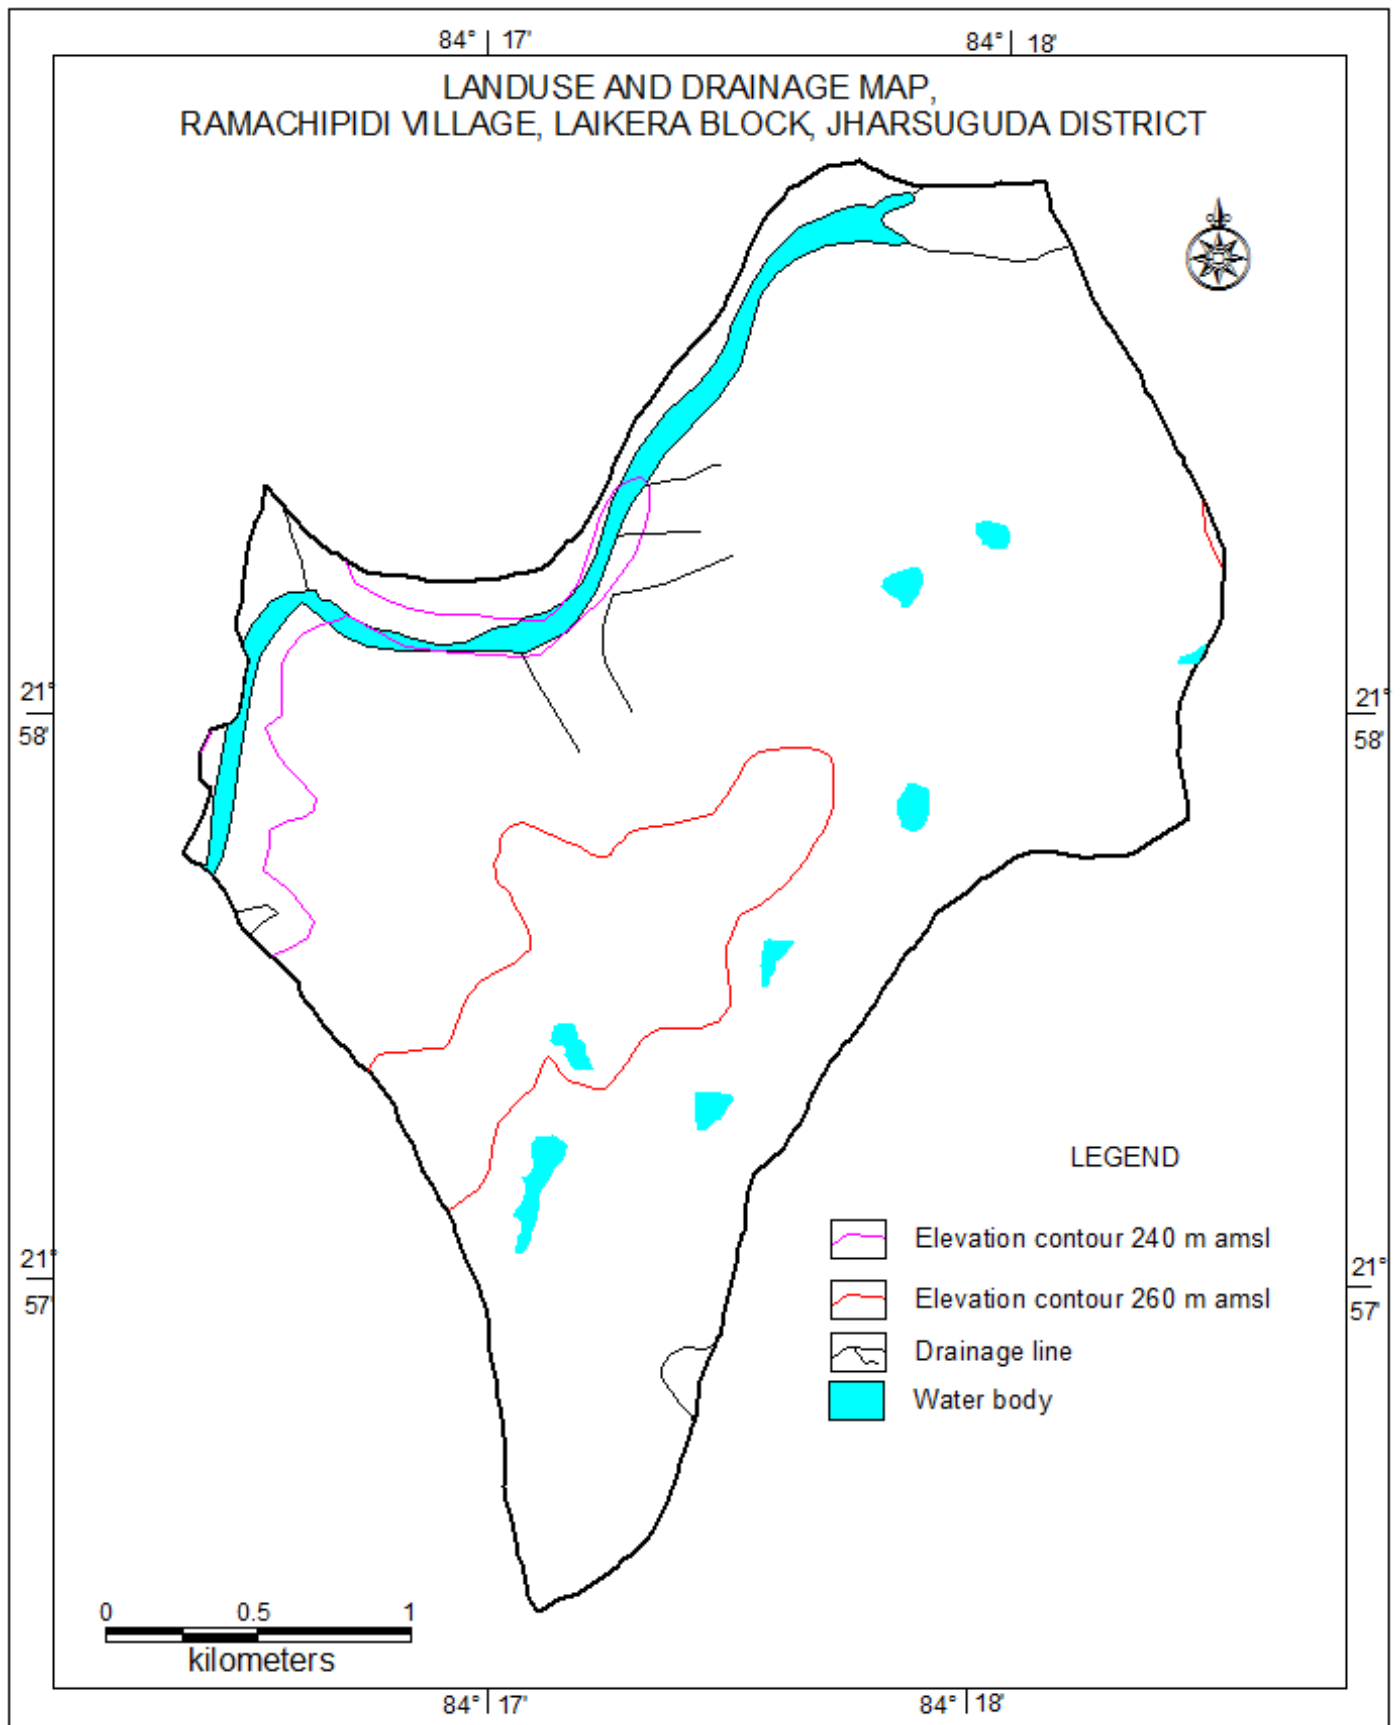 84° 17' 84° 18'
LANDUSE AND DRAINAGE MAP,
RAMACHIPIDI VILLAGE, LAIKERA BLOCK, JHARSUGUDA DISTRICT
21° 21°
58' 58'
LEGEND
Elevation contour 240 m amsl
21° 21°
Elevation contour 260 m amsl
57' 57'
Drainage line
Water body
0 0.5 1
kilometers
84° 17' 84° 18'